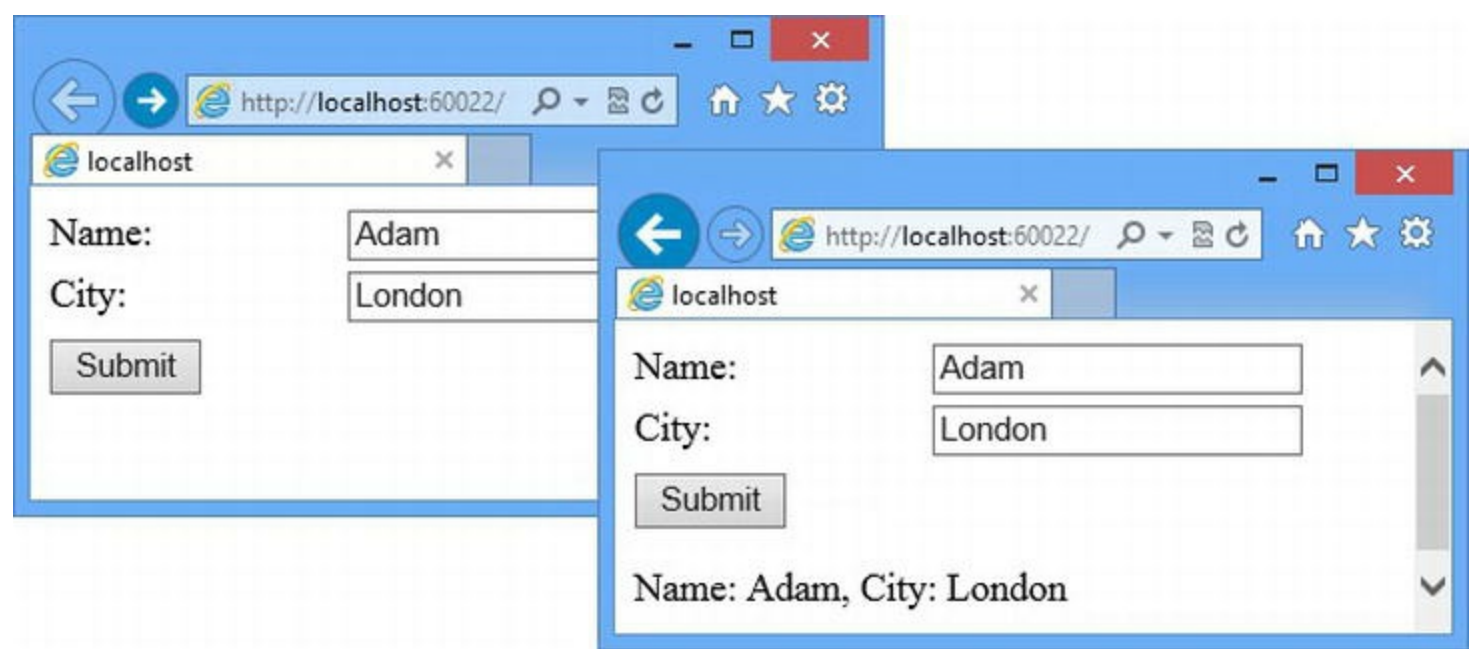 http://localhost:60022/
localhost
Name: Adam
City: London
Submit
http://localhost:60022/
localhost
Name: Adam
City: London
Submit
Name: Adam, City: London